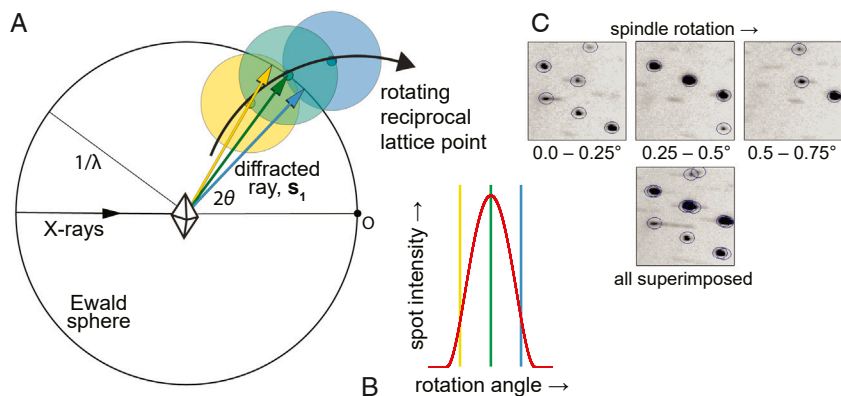 A
1/λ
X-rays
Ewald
sphere
2θ
diffracted
ray, s₁
O
rotating
reciprocal
lattice point
B
spot intensity →
rotation angle →
C
spindle rotation →
0.0 – 0.25°
0.25 – 0.5°
0.5 – 0.75°
all superimposed